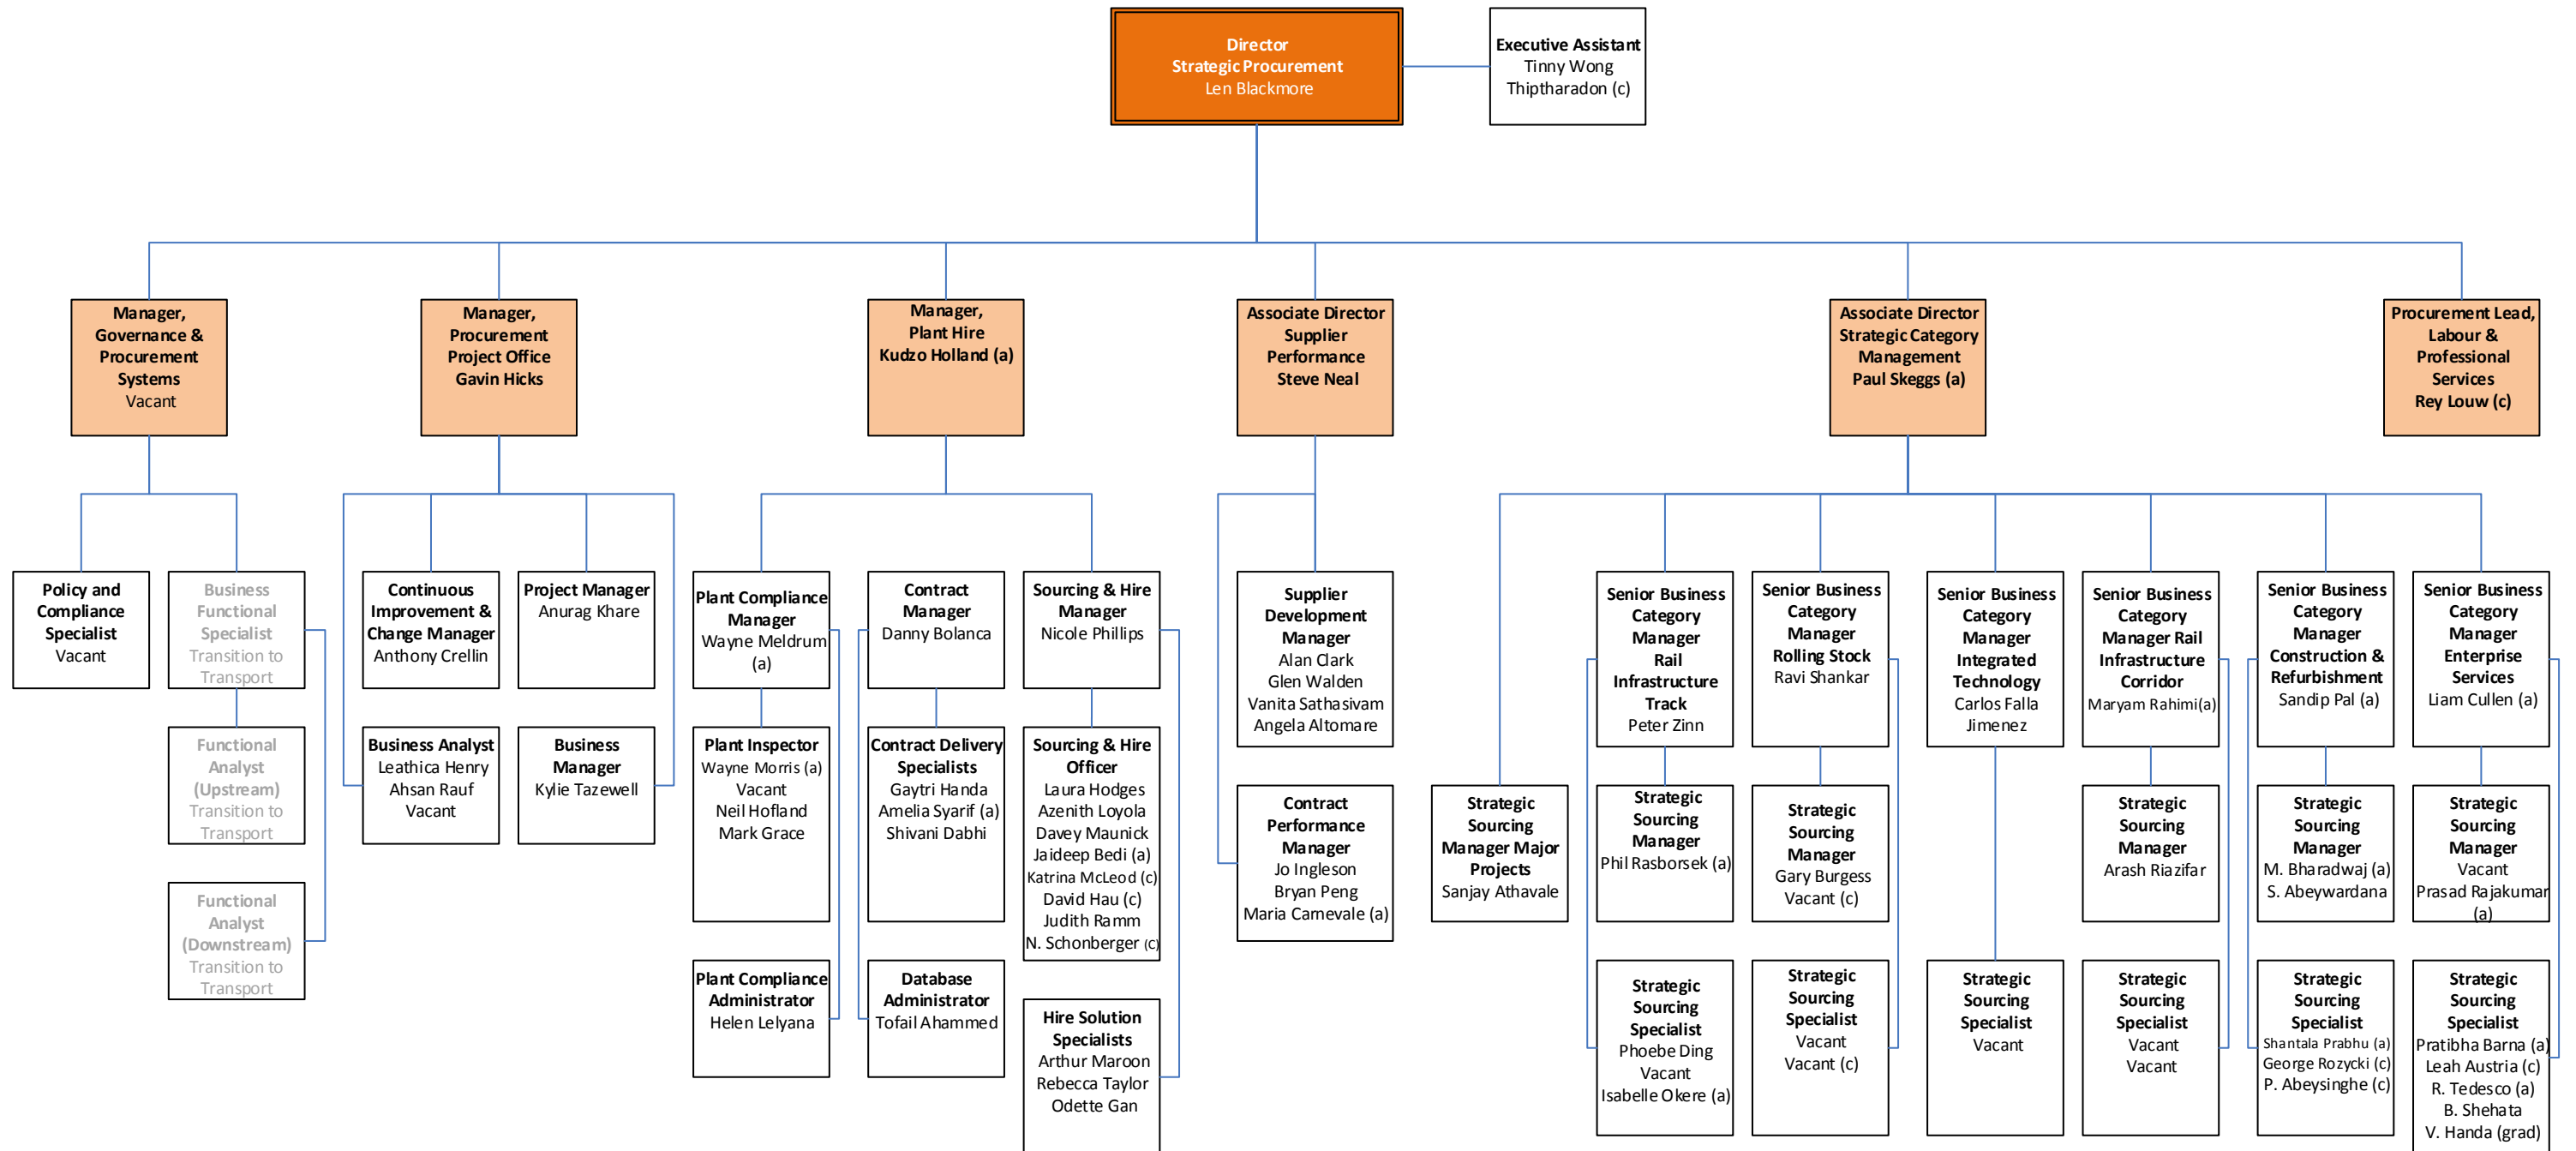 Director
Strategic Procurement
Len Blackmore
Executive Assistant
Tinny Wong
Thiptharadon (c)
Manager,
Governance &
Procurement
Systems
Vacant
Manager,
Procurement
Project Office
Gavin Hicks
Manager,
Plant Hire
Kudzo Holland (a)
Associate Director
Supplier
Performance
Steve Neal
Associate Director
Strategic Category
Management
Paul Skeggs (a)
Procurement Lead,
Labour &
Professional
Services
Rey Louw (c)
Policy and
Compliance
Specialist
Vacant
Business
Functional
Specialist
Transition to
Transport
Continuous
Improvement &
Change Manager
Anthony Crellin
Project Manager
Anurag Khare
Plant Compliance
Manager
Wayne Meldrum
(a)
Contract
Manager
Danny Bolanca
Sourcing & Hire
Manager
Nicole Phillips
Supplier
Development
Manager
Alan Clark
Glen Walden
Vanita Sathasivam
Angela Altomare
Senior Business
Category
Manager
Rail
Infrastructure
Track
Peter Zinn
Senior Business
Category
Manager
Rolling Stock
Ravi Shankar
Senior Business
Category
Manager
Integrated
Technology
Carlos Falla
Jimenez
Senior Business
Category
Manager Rail
Infrastructure
Corridor
Maryam Rahimi(a)
Senior Business
Category
Manager
Construction &
Refurbishment
Sandip Pal (a)
Senior Business
Category
Manager
Enterprise
Services
Liam Cullen (a)
Functional
Analyst
(Upstream)
Transition to
Transport
Business Analyst
Leathica Henry
Ahsan Rauf
Vacant
Business
Manager
Kylie Tazewell
Plant Inspector
Wayne Morris (a)
Vacant
Neil Hofland
Mark Grace
Contract Delivery
Specialists
Gaytri Handa
Amelia Syarif (a)
Shivani Dabhi
Sourcing & Hire
Officer
Laura Hodges
Azenith Loyola
Davey Maunick
Jaideep Bedi (a)
Katrina McLeod (c)
David Hau (c)
Judith Ramm
N. Schonberger (C)
Contract
Performance
Manager
Jo Ingleson
Bryan Peng
Maria Carnevale (a)
Strategic
Sourcing
Manager Major
Projects
Sanjay Athavale
Strategic
Sourcing
Manager
Phil Rasborsek (a)
Strategic
Sourcing
Manager
Gary Burgess
Vacant (c)
Strategic
Sourcing
Manager
Arash Riazifar
Strategic
Sourcing
Manager
M. Bharadwaj (a)
S. Abeywardana
Strategic
Sourcing
Manager
Vacant
Prasad Rajakumar
(a)
Functional
Analyst
(Downstream)
Transition to
Transport
Plant Compliance
Administrator
Helen Lelyana
Database
Administrator
Tofail Ahammed
Hire Solution
Specialists
Arthur Maroon
Rebecca Taylor
Odette Gan
Strategic
Sourcing
Specialist
Phoebe Ding
Vacant
Isabelle Okere (a)
Strategic
Sourcing
Specialist
Vacant
Vacant (c)
Strategic
Sourcing
Specialist
Vacant
Strategic
Sourcing
Specialist
Vacant
Vacant
Strategic
Sourcing
Specialist
Shantala Prabhu (a)
George Rozycki (c)
P. Abeysinghe (c)
Strategic
Sourcing
Specialist
Pratibha Barna (a)
Leah Austria (c)
R. Tedesco (a)
B. Shehata
V. Handa (grad)